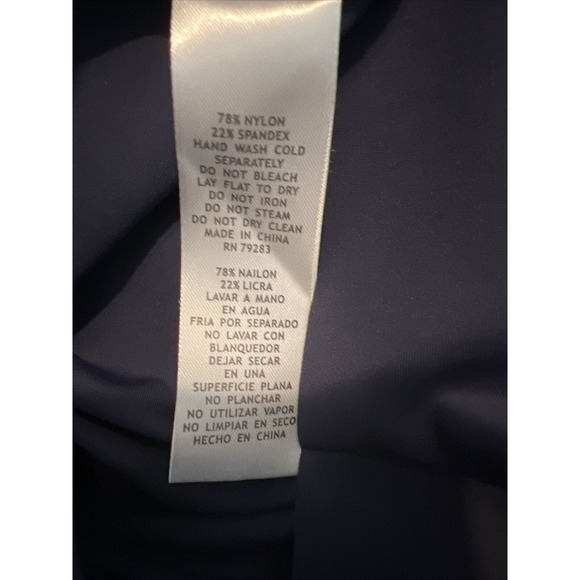 78% NYLON
22% SPANDEX
HAND WASH COLD
SEPARATELY
DO NOT BLEACH
LAY FLAT TO DRY
DO NOT IRON
DO NOT STEAM
DO NOT DRY CLEAN
MADE IN CHINA
RN 79283
78% NAILON
22% LICRA
LAVAR A MANO
EN AGUA
FRIA POR SEPARADO
NO LAVAR CON
BLANQUEDOR
DEJAR SECAR
EN UNA
SUPERFICIE PLANA
NO PLANCHAR
NO UTILIZAR VAPOR
NO LIMPIAR EN SECO
HECHO EN CHINA